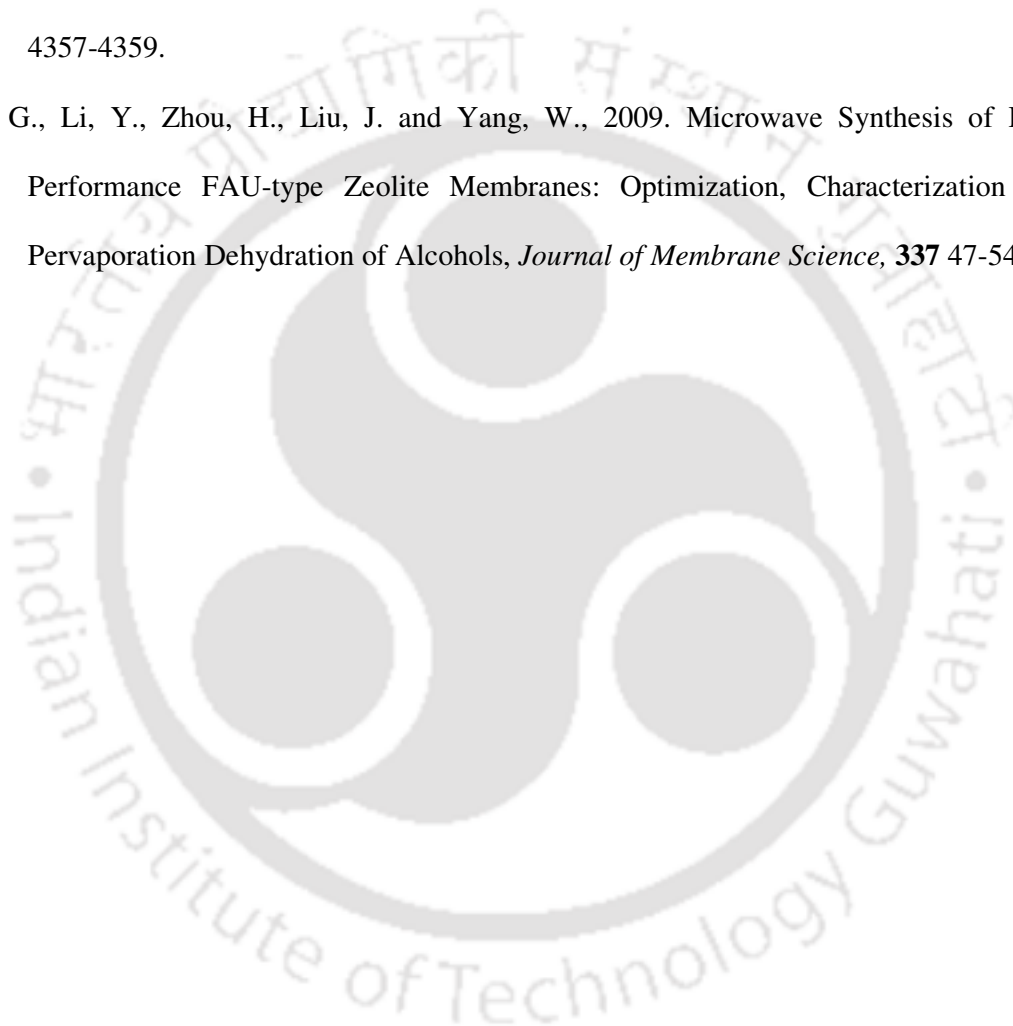 4357-4359.
G., Li, Y., Zhou, H., Liu, J. and Yang, W., 2009. Microwave Synthesis of
Performance FAU-type Zeolite Membranes: Optimization, Characterization
Pervaporation Dehydration of Alcohols, Journal of Membrane Science, 337 47-54
भारतीय प्रौद्योगिकी संस्थान गुवाहाटी
• Indian Institute of Technology Guwahati •